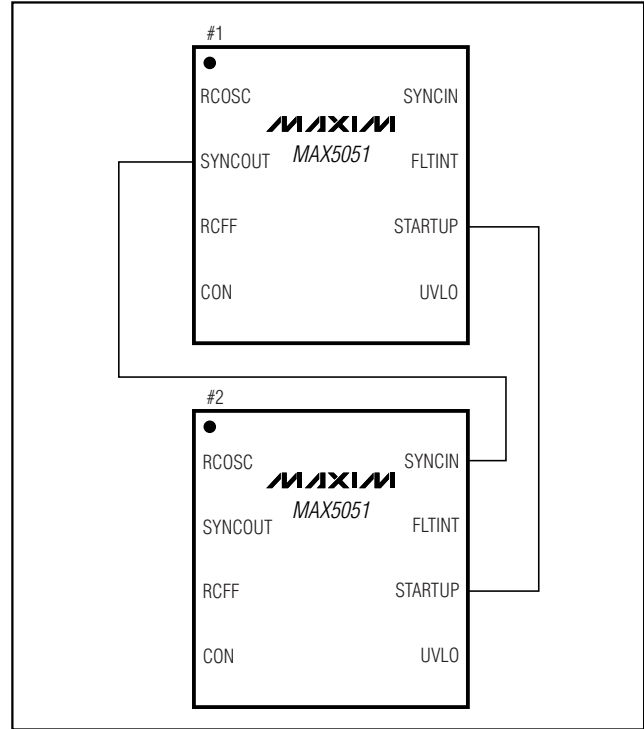 #1
RCOSC SYNCIN
MAXIM
SYNCOUT MAX5051 FLTINT
RCFF STARTUP
CON UVLO
#2
RCOSC SYNCIN
MAXIM
SYNCOUT MAX5051 FLTINT
RCFF STARTUP
CON UVLO